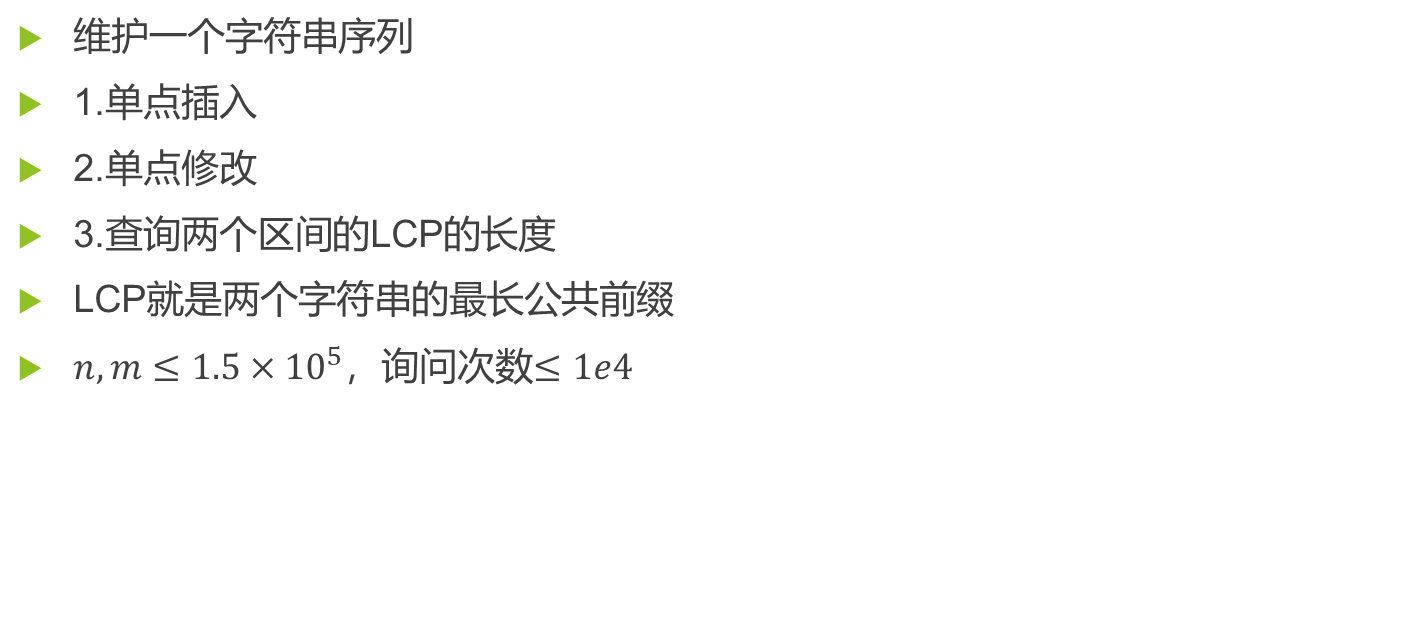 维护一个字符串序列
1.单点插入
2.单点修改
3.查询两个区间的LCP的长度
LCP就是两个字符串的最长公共前缀
n, m ≤ 1.5 × 10⁵，询问次数≤ 1e4